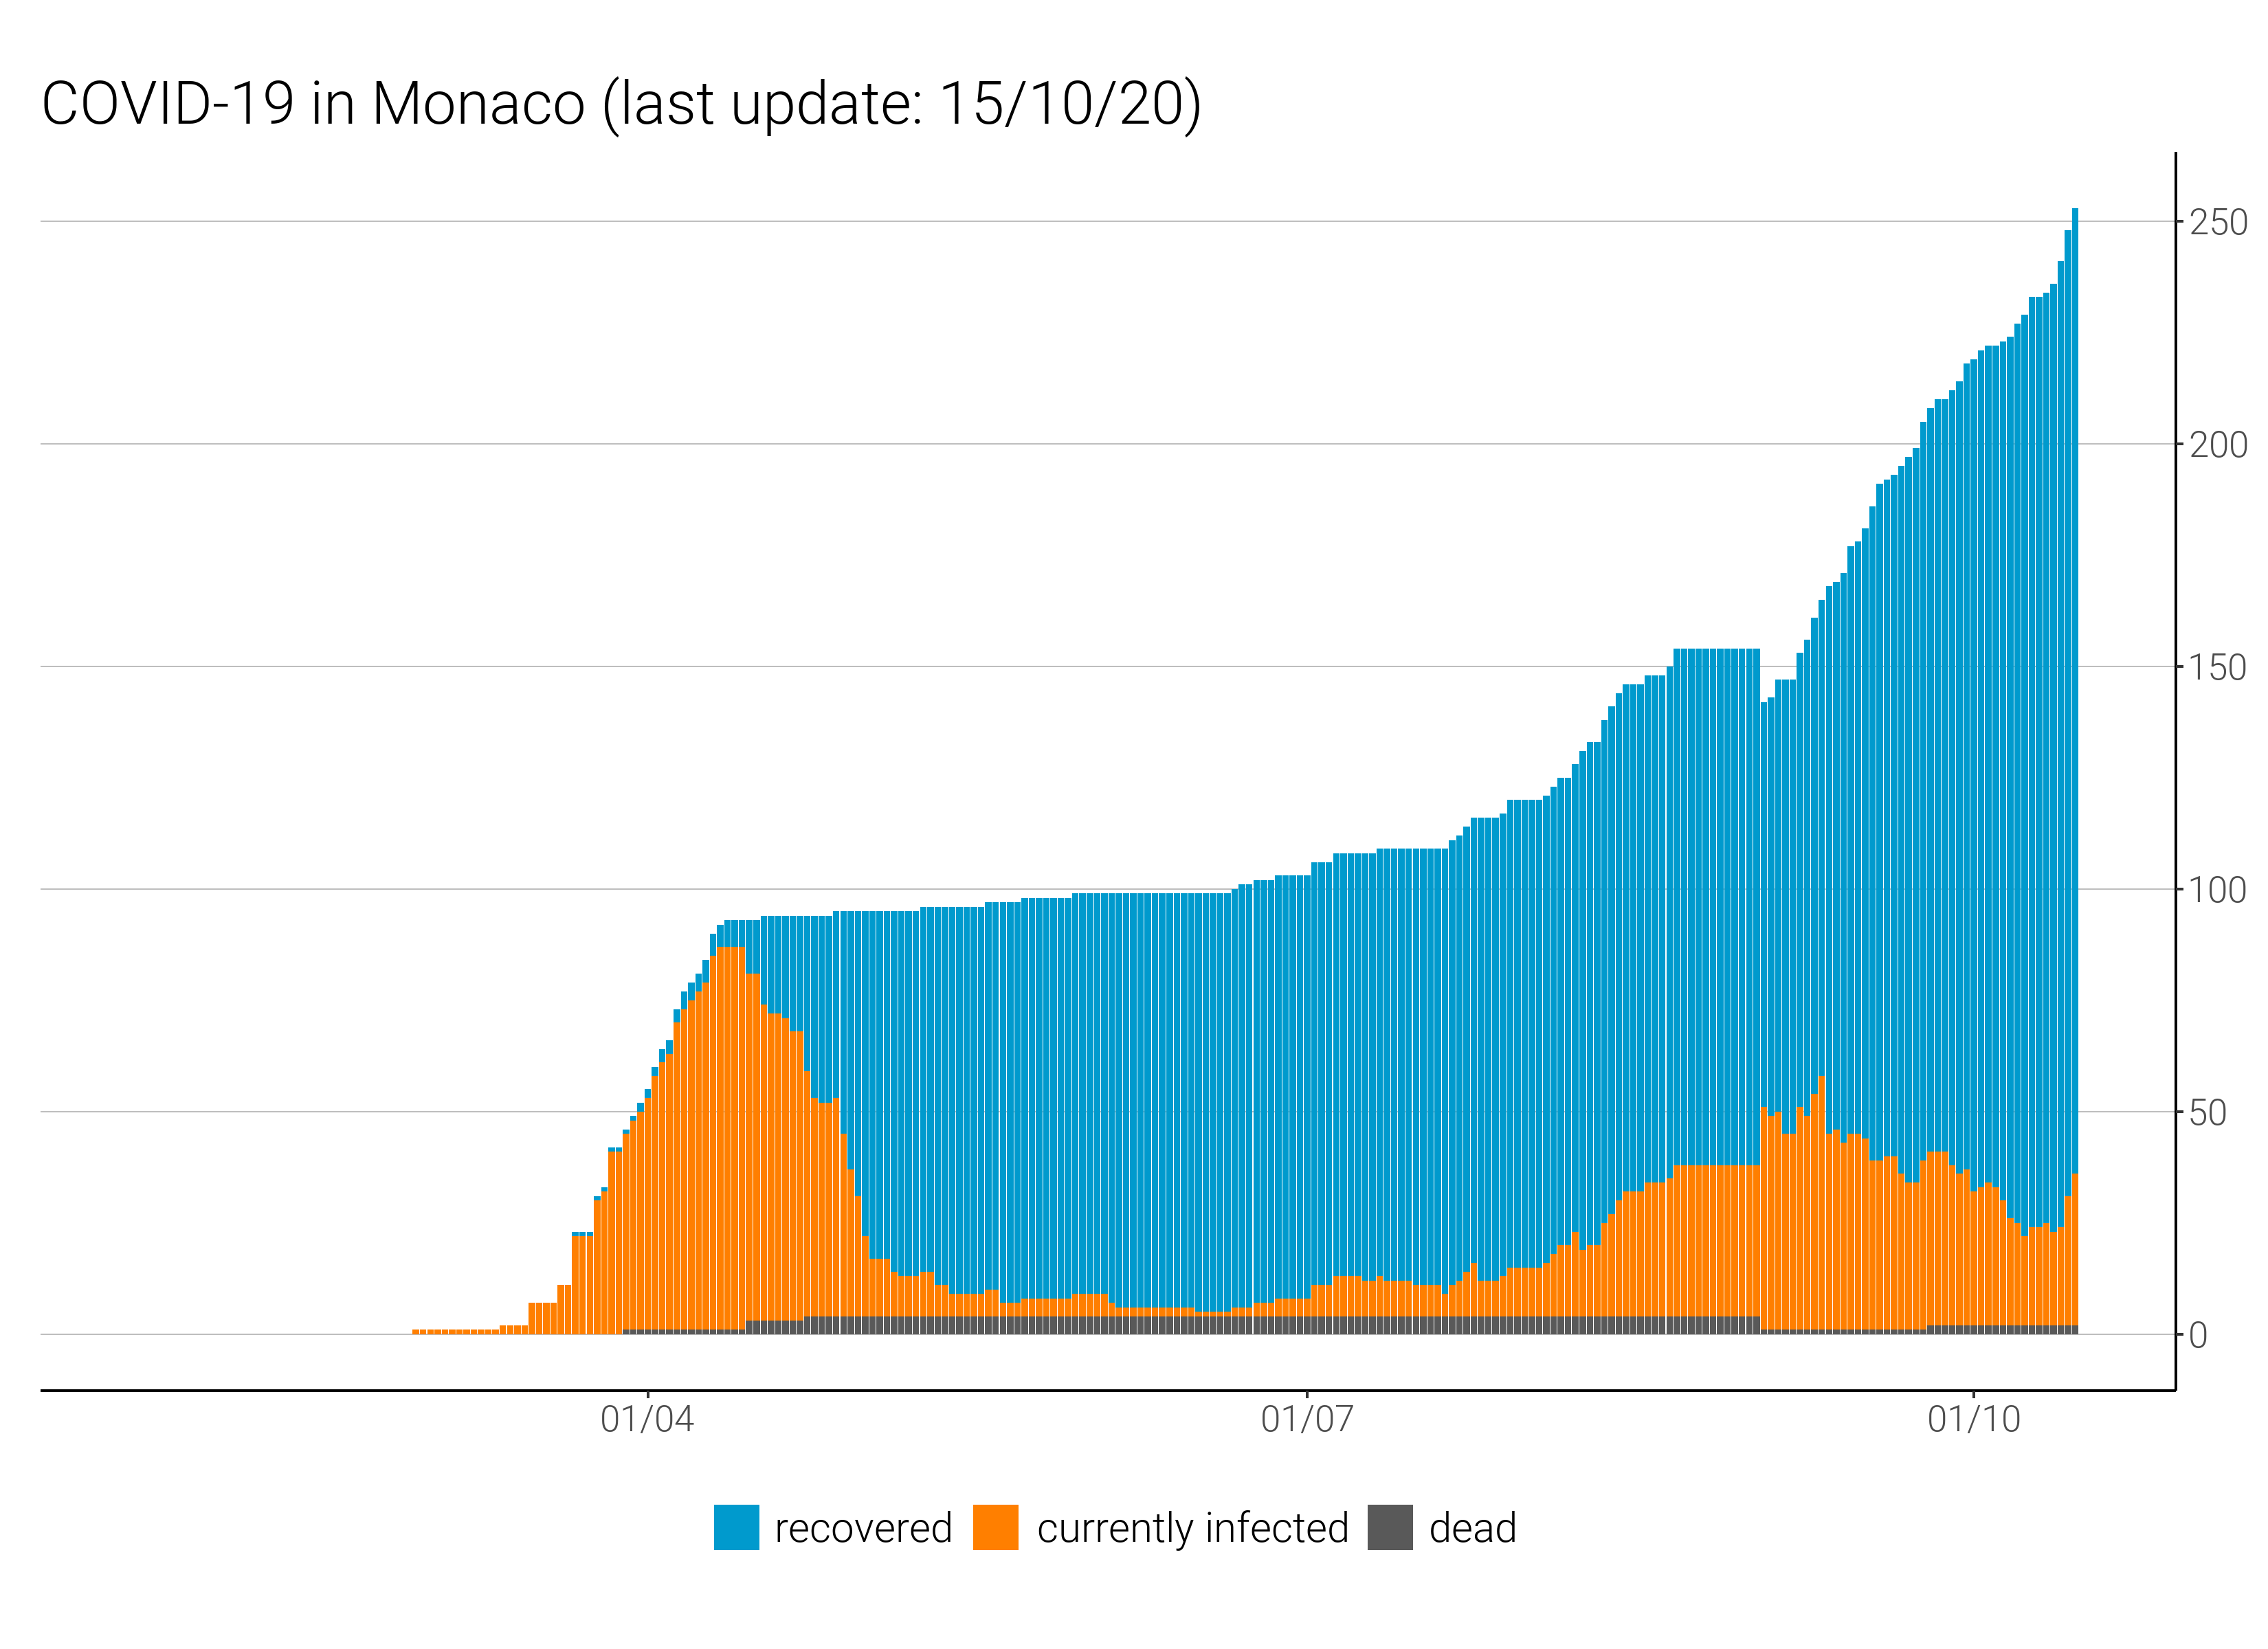 COVID-19 in Monaco (last update: 15/10/20)
250
200
150
100
50
0
01/04 01/07 01/10
recovered currently infected dead